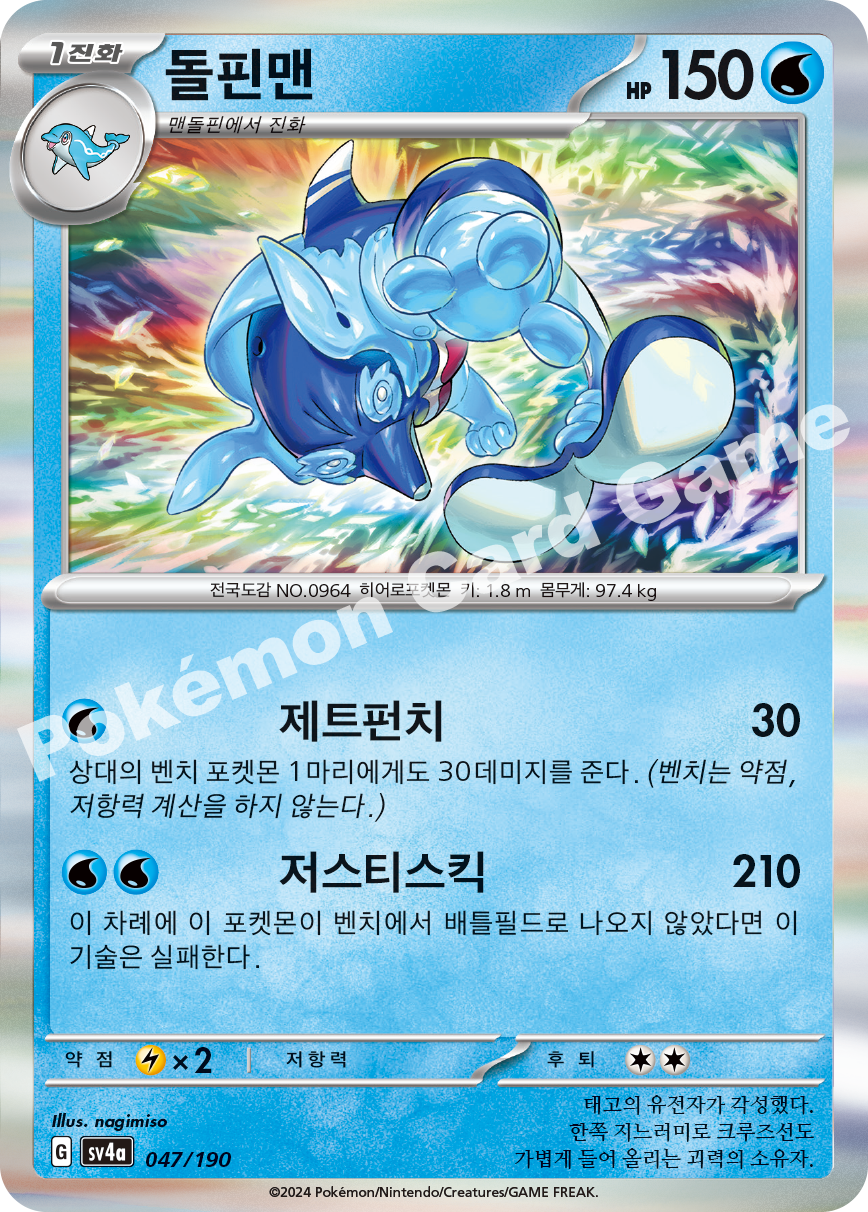 1진화
돌핀맨
HP 150
맨돌핀에서 진화
전국도감 NO.0964 히어로포켓몬 키: 1.8 m 몸무게: 97.4 kg
제트펀치 30
상대의 벤치 포켓몬 1마리에게도 30데미지를 준다. (벤치는 약점,
저항력 계산을 하지 않는다.)
저스티스킥 210
이 차례에 이 포켓몬이 벤치에서 배틀필드로 나오지 않았다면 이
기술은 실패한다.
약점 ×2 저항력 후퇴
태고의 유전자가 각성했다.
한쪽 지느러미로 크루즈선도
가볍게 들어 올리는 괴력의 소유자.
Illus. nagimiso
G sv4a 047/190
©2024 Pokémon/Nintendo/Creatures/GAME FREAK.
Pokémon Card Game